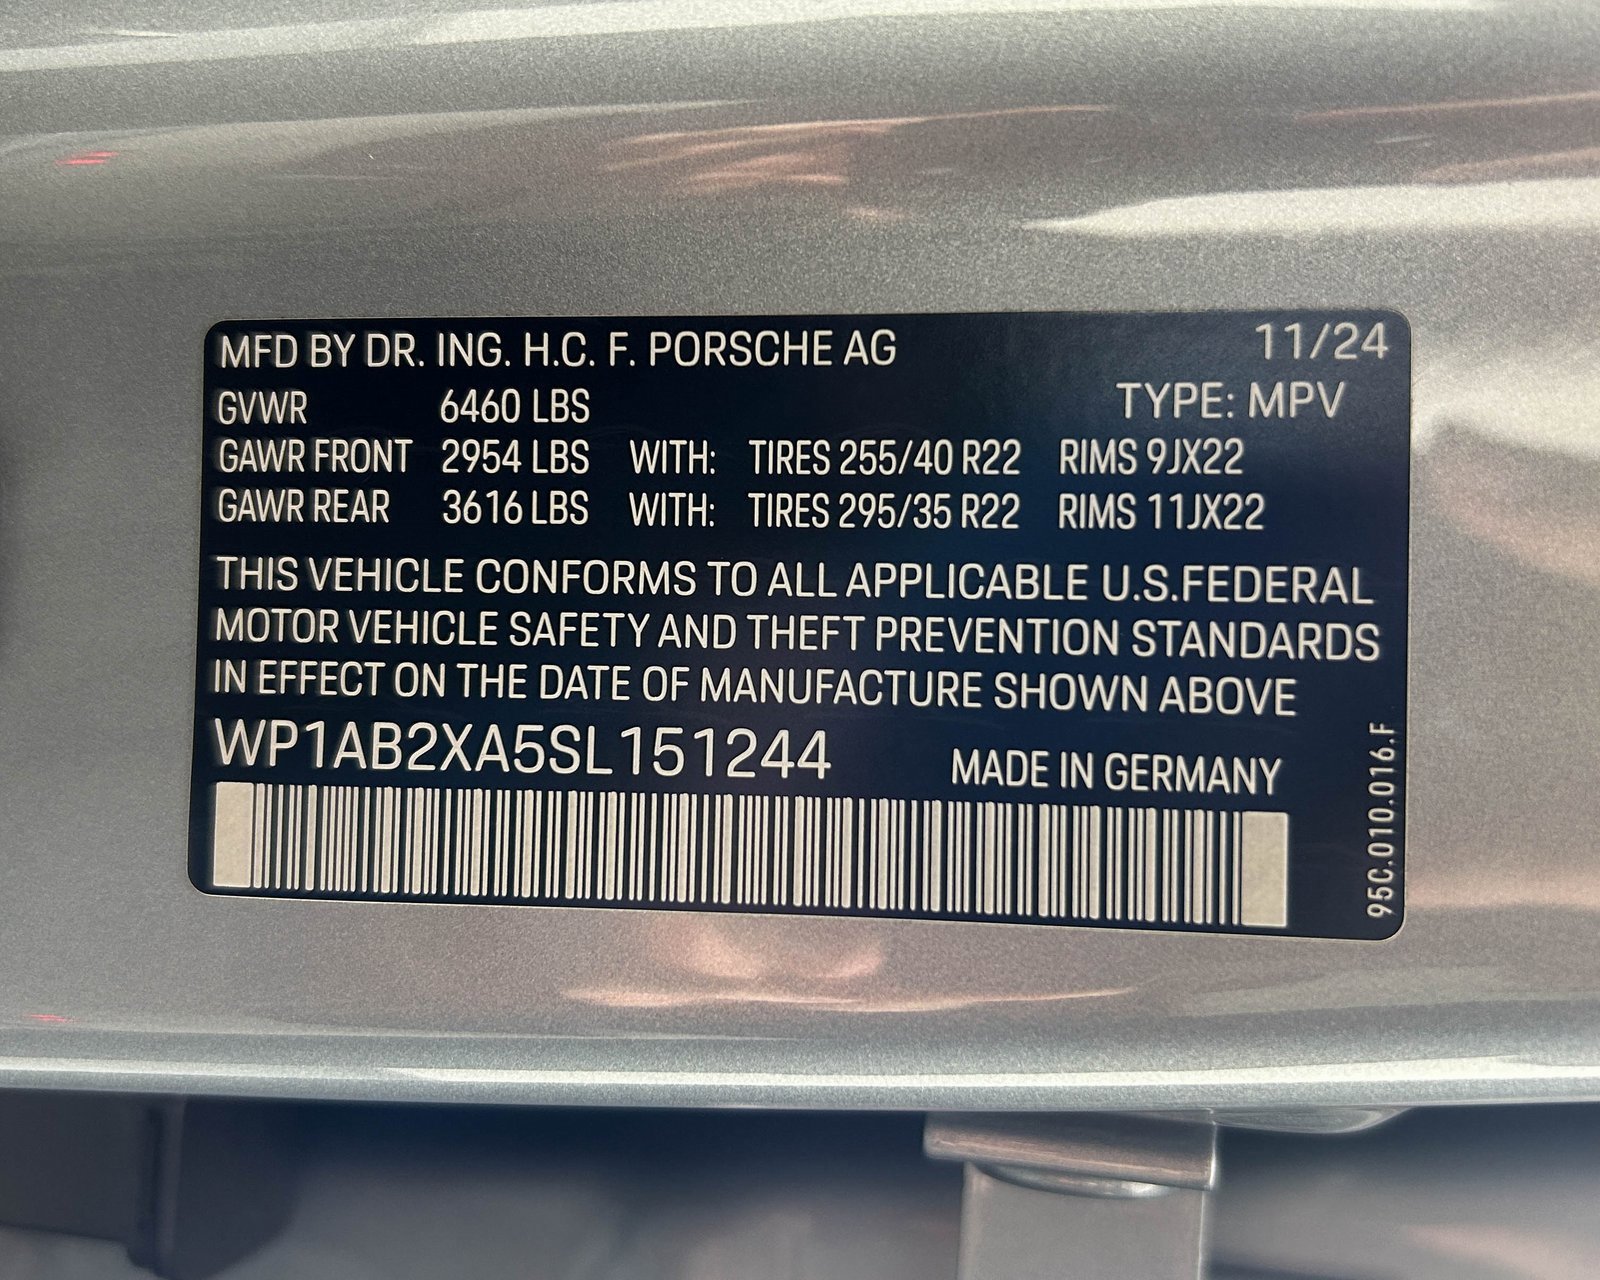 MFD BY DR. ING. H.C. F. PORSCHE AG 11/24
GVWR 6460 LBS TYPE: MPV
GAWR FRONT 2954 LBS WITH: TIRES 255/40 R22 RIMS 9JX22
GAWR REAR 3616 LBS WITH: TIRES 295/35 R22 RIMS 11JX22
THIS VEHICLE CONFORMS TO ALL APPLICABLE U.S.FEDERAL
MOTOR VEHICLE SAFETY AND THEFT PREVENTION STANDARDS
IN EFFECT ON THE DATE OF MANUFACTURE SHOWN ABOVE
WP1AB2XA5SL151244 MADE IN GERMANY
95C.010.016.F